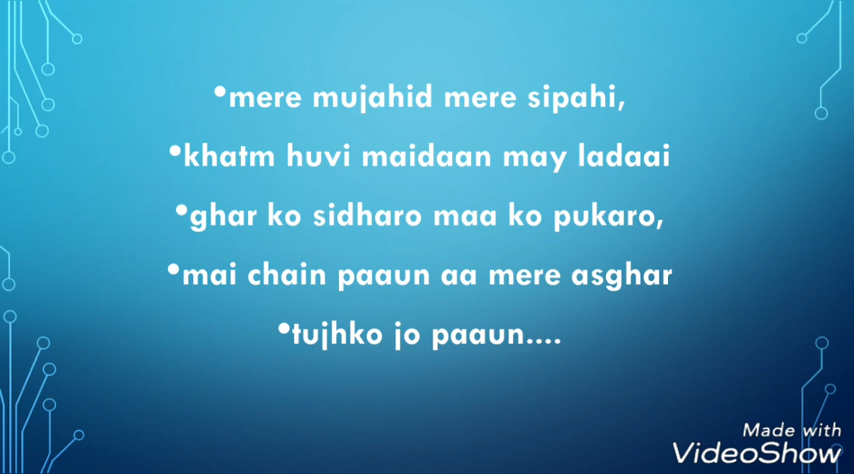 •mere mujahid mere sipahi,
•khatm huvi maidaan may ladaai
•ghar ko sidharo maa ko pukaro,
•mai chain paaun aa mere asghar
•tujhko jo paaun....
Made with
VideoShow